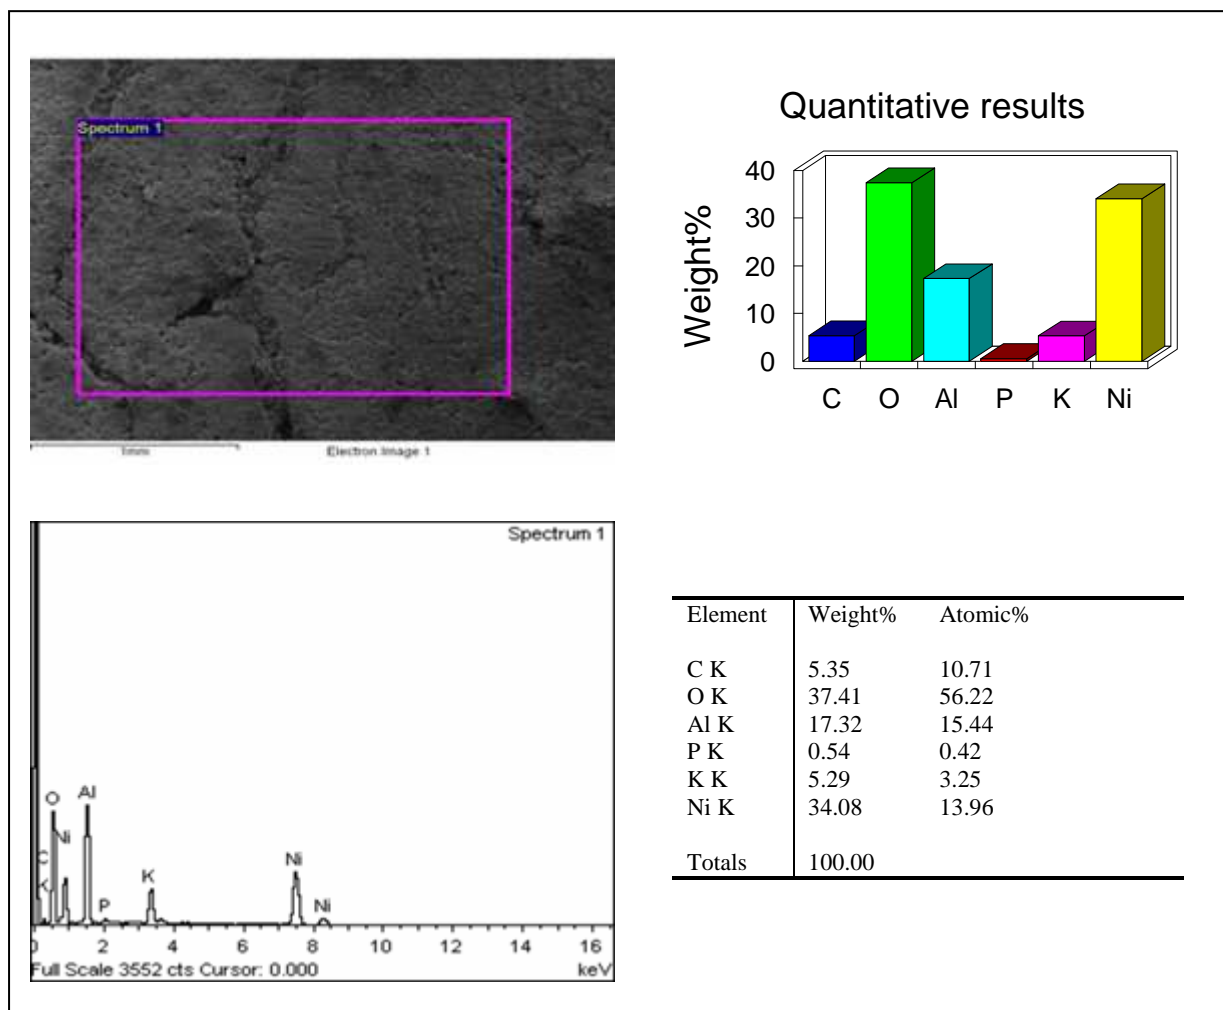 Spectrum 1
1mm
Electron Image 1
Quantitative results
Weight%
40
30
20
10
0
C O Al P K Ni
Spectrum 1
O
Al
Ni
C
K
P
K
Ni
Ni
0 2 4 6 8 10 12 14 16
Full Scale 3552 cts Cursor: 0.000 keV
Element Weight% Atomic%
C K 5.35 10.71
O K 37.41 56.22
Al K 17.32 15.44
P K 0.54 0.42
K K 5.29 3.25
Ni K 34.08 13.96
Totals 100.00